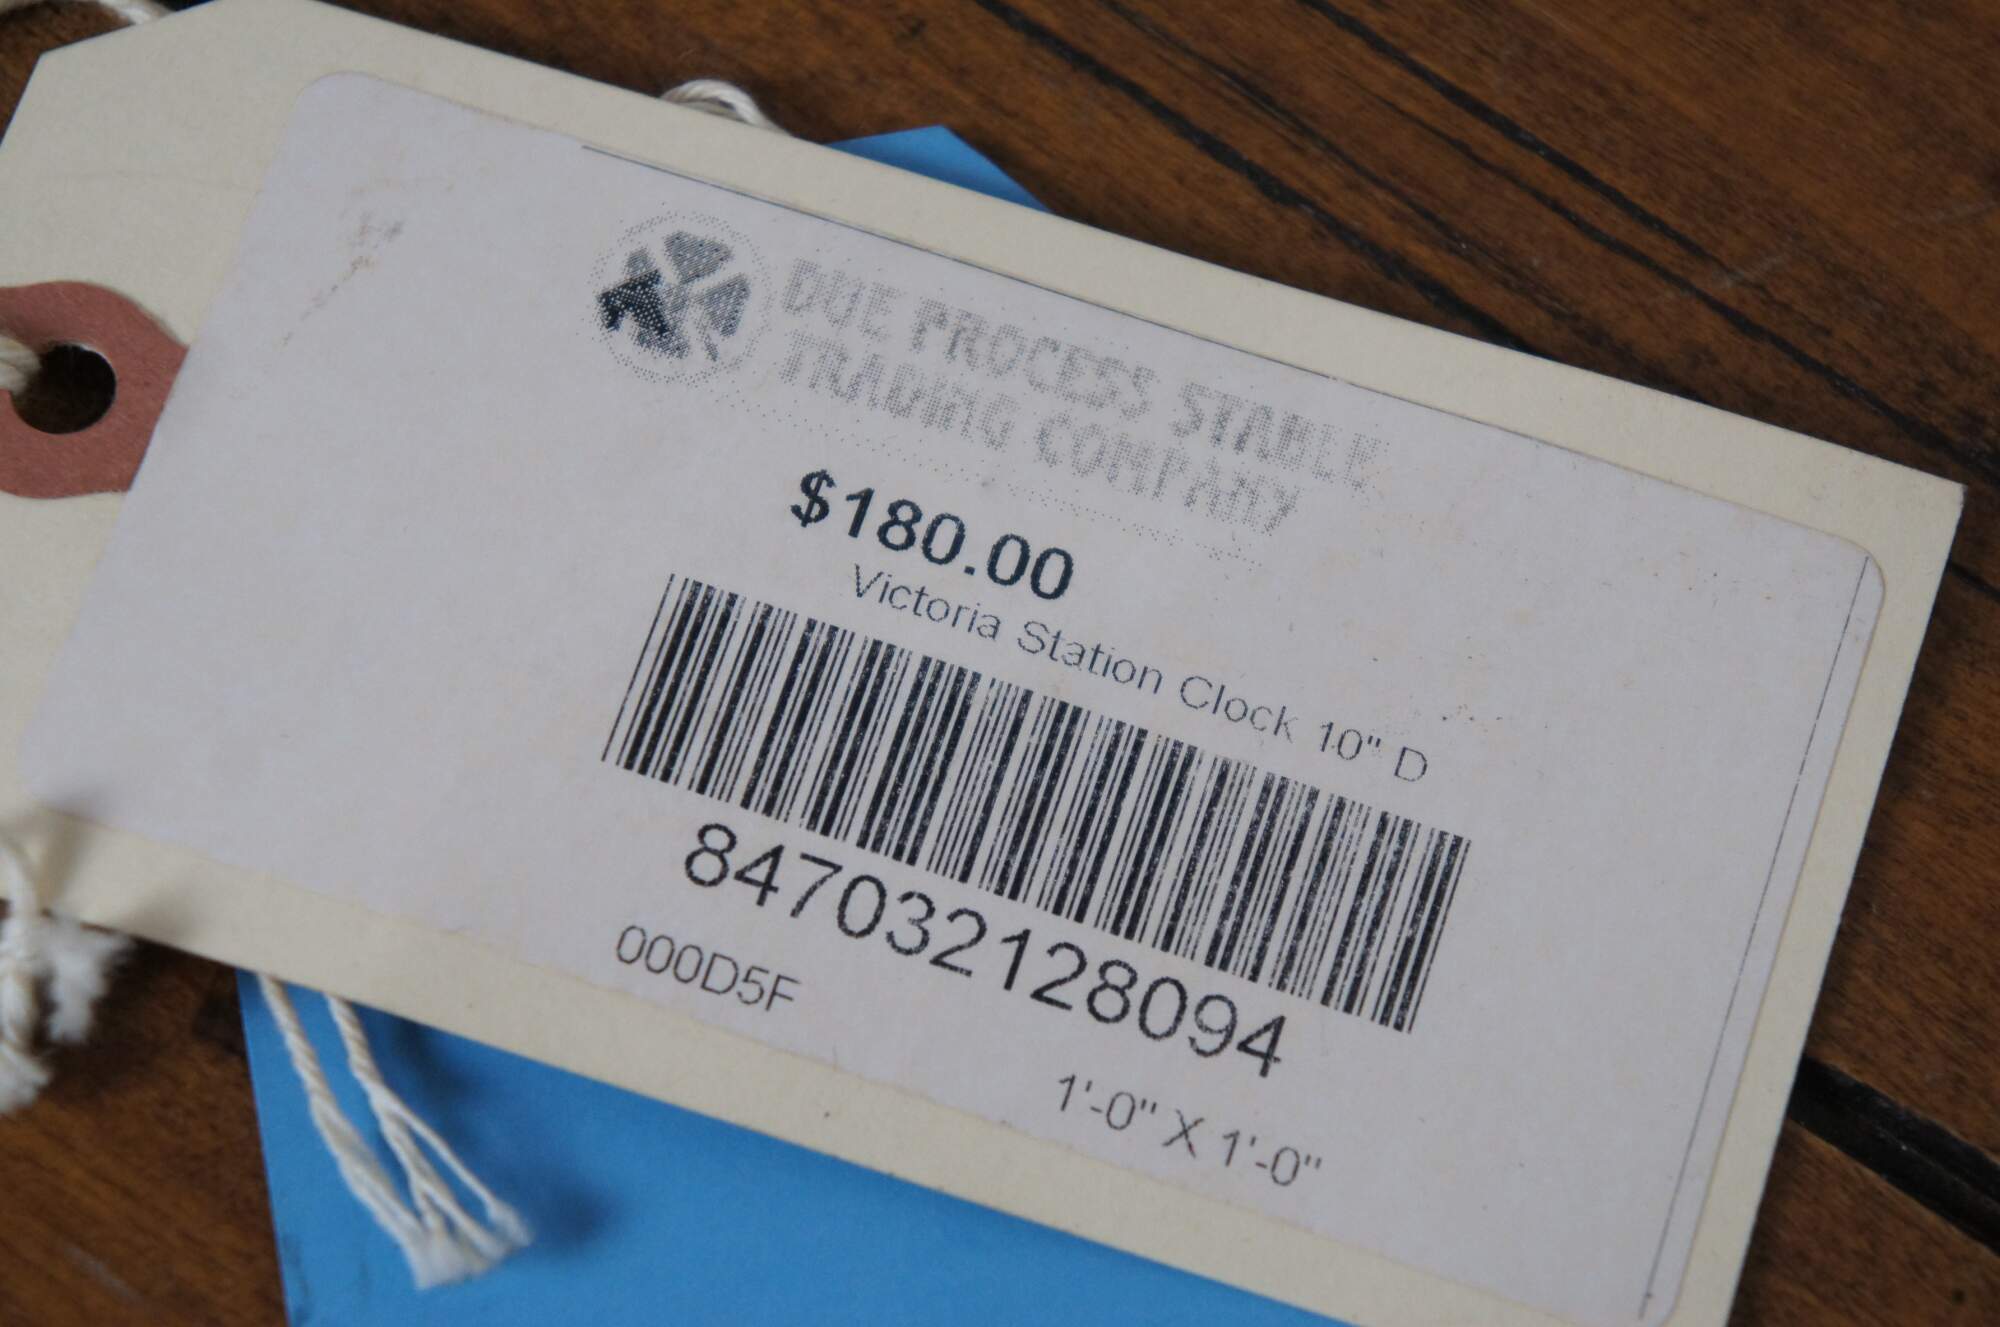 DUE PROCESS STABLE
TRADING COMPANY
$180.00
Victoria Station Clock 10" D
847032128094
000D5F
1'-0" X 1'-0"